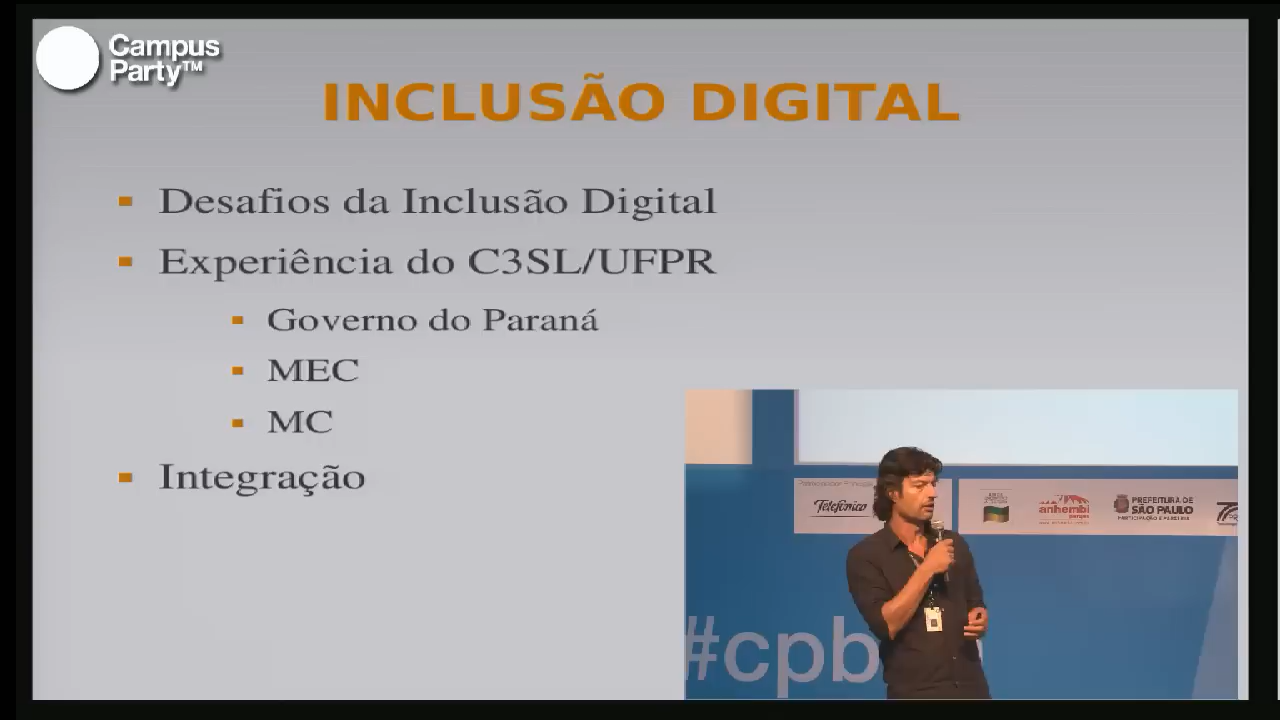 Campus
Party™
INCLUSÃO DIGITAL
Desafios da Inclusão Digital
Experiência do C3SL/UFPR
Governo do Paraná
MEC
MC
Integração
Telefónica
anhembi
PREFEITURA DE
SÃO PAULO
#cpb